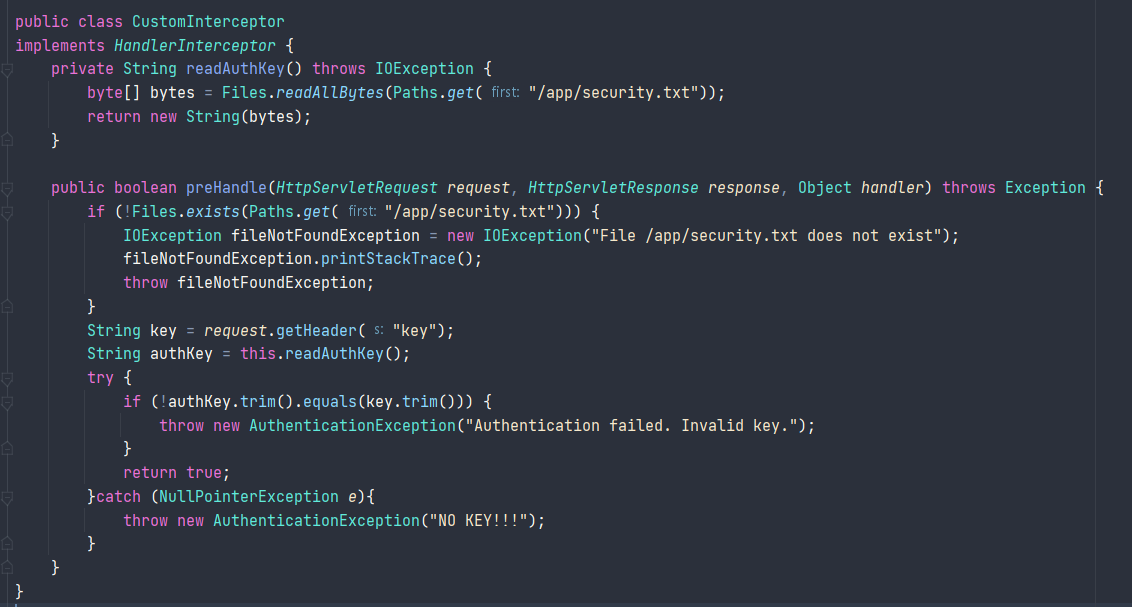 public class CustomInterceptor
implements HandlerInterceptor {
    private String readAuthKey() throws IOException {
        byte[] bytes = Files.readAllBytes(Paths.get( first: "/app/security.txt"));
        return new String(bytes);
    }

    public boolean preHandle(HttpServletRequest request, HttpServletResponse response, Object handler) throws Exception {
        if (!Files.exists(Paths.get( first: "/app/security.txt"))) {
            IOException fileNotFoundException = new IOException("File /app/security.txt does not exist");
            fileNotFoundException.printStackTrace();
            throw fileNotFoundException;
        }
        String key = request.getHeader( s: "key");
        String authKey = this.readAuthKey();
        try {
            if (!authKey.trim().equals(key.trim())) {
                throw new AuthenticationException("Authentication failed. Invalid key.");
            }
            return true;
        }catch (NullPointerException e){
            throw new AuthenticationException("NO KEY!!!");
        }
    }
}